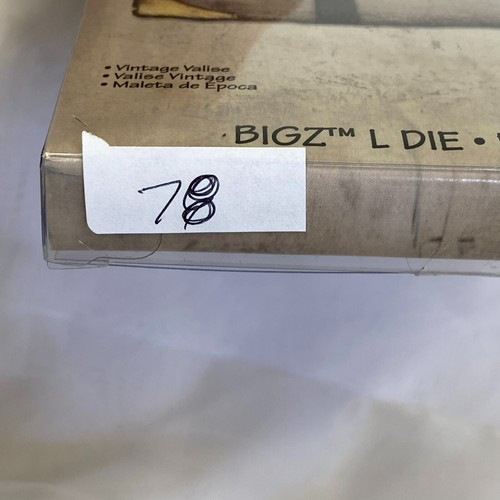 • Vintage Valise
• Valise Vintage
• Maleta de Época
BIGZ™ L DIE •
78